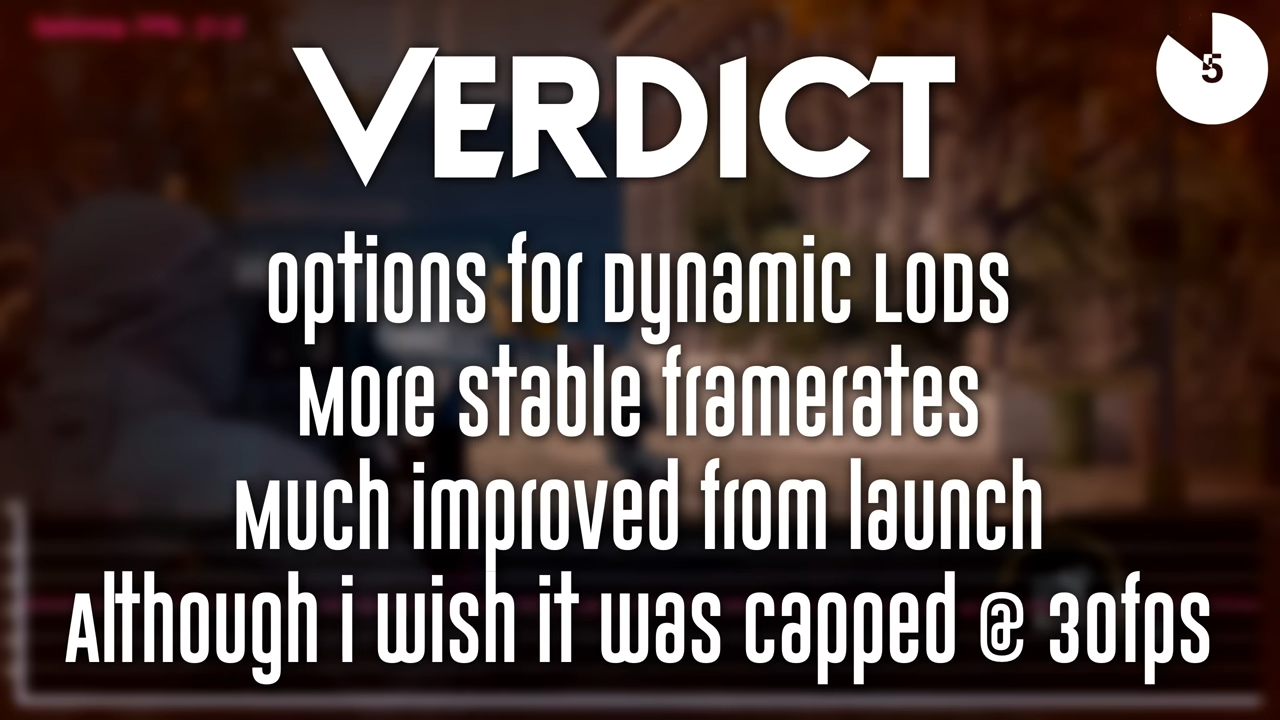 VERDICT
5
Options for Dynamic LODS
More stable framerates
Much improved from launch
Although i wish it was capped @ 30fps